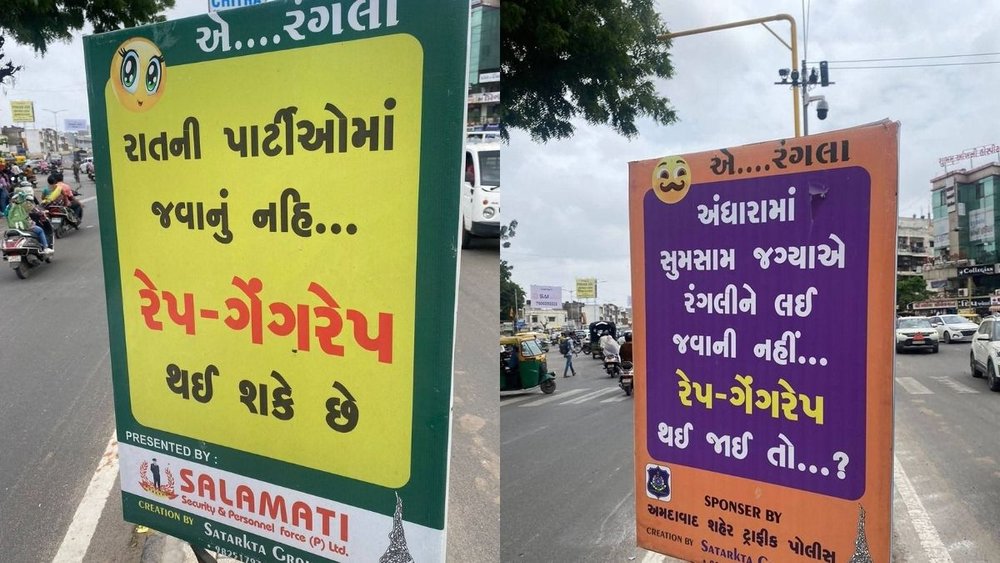 CHITRA
એ....રંગલી
રાતની પાર્ટીઓમાં
જવાનું નહિ...
રેપ-ગેંગરેપ
થઈ શકે છે
PRESENTED BY :
SALAMATI
Security & Personnel Force (P) Ltd.
CREATION BY :
SATARKTA
એ....રંગલા
અંધારામાં
સુમસામ જગ્યાએ
રંગલીને લઈ
જવાની નહીં...
રેપ-ગેંગરેપ
થઈ જાઈ તો...?
SPONSER BY
અમદાવાદ શહેર ટ્રાફીક પોલીસ
CREATION BY : SATARKTA